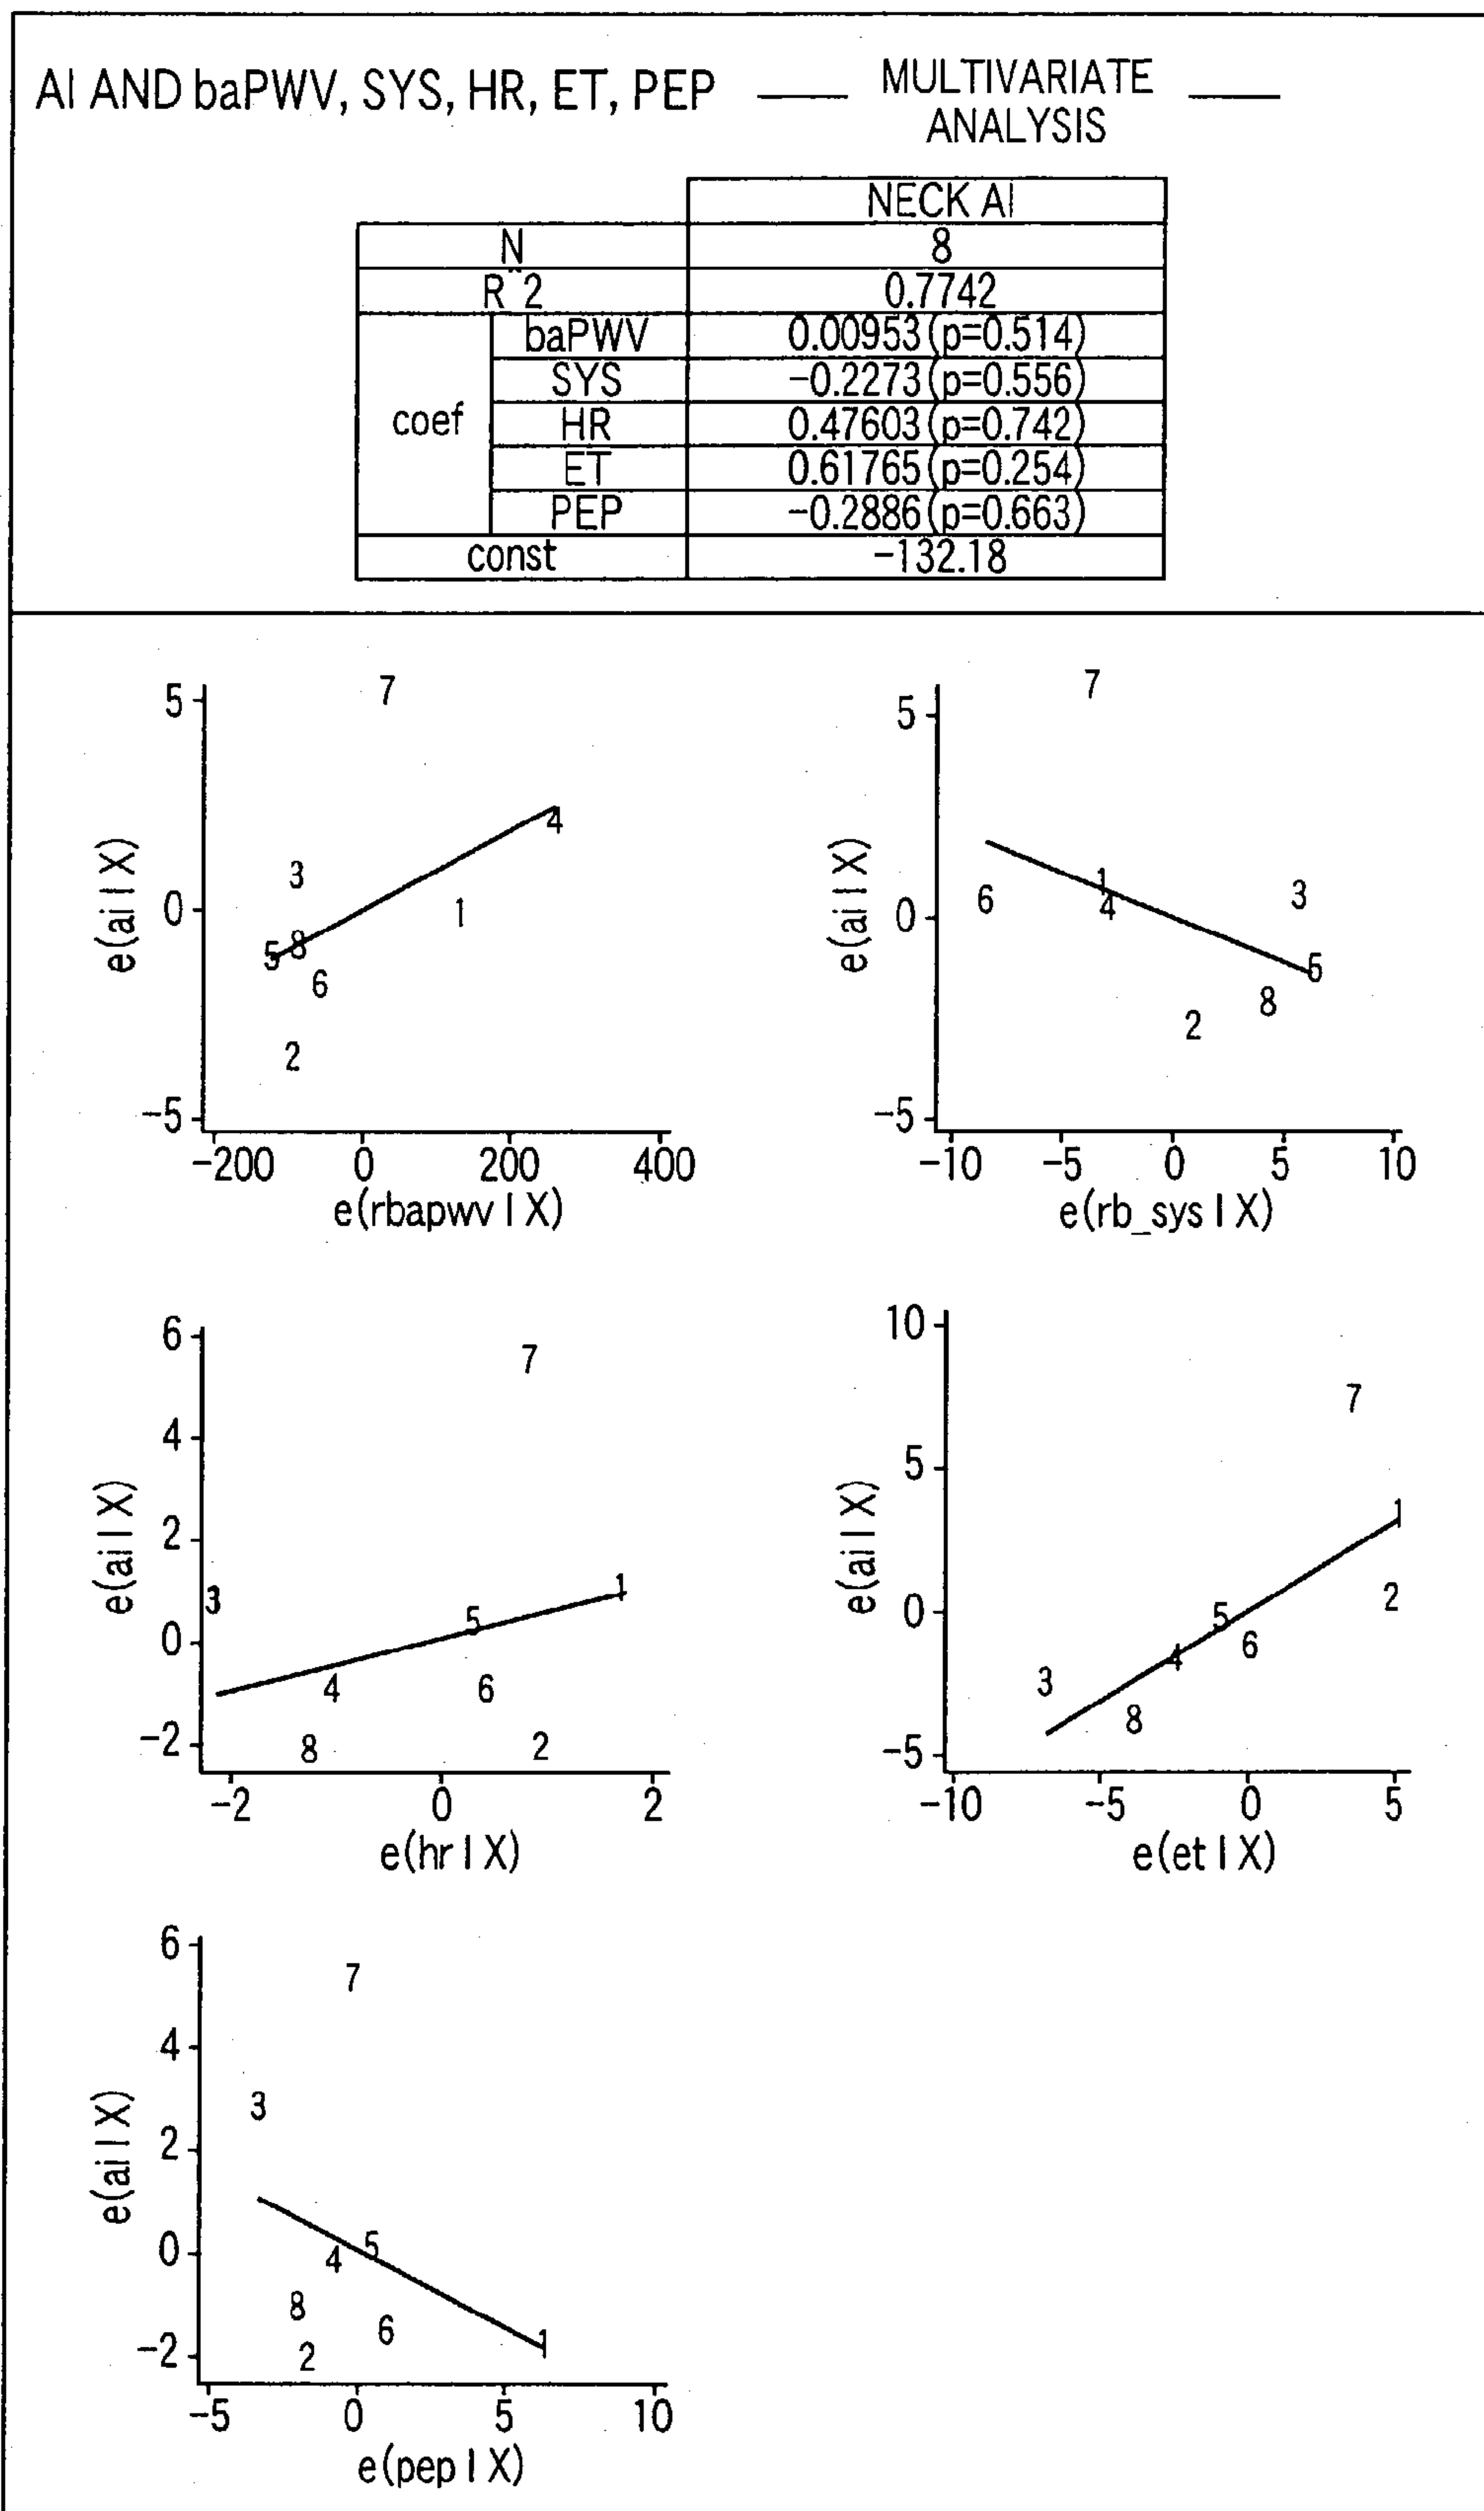 AI AND baPWV, SYS, HR, ET, PEP — MULTIVARIATE ANALYSIS —
NECK AI
N 8
R^2 0.7742
coef
baPWV 0.00953(p=0.514)
SYS -0.2273(p=0.556)
HR 0.47603(p=0.742)
ET 0.61765(p=0.254)
PEP -0.2886(p=0.663)
const -132.18
e(ai|X)
5
0
-5
7
4
3
1
5
8
6
2
-200 0 200 400
e(rbapwv|X)
e(ai|X)
5
0
-5
7
1
6
4
3
5
8
2
-10 -5 0 5 10
e(rb_sys|X)
e(ai|X)
6
4
2
0
-2
7
3
1
5
4
6
8
2
-2 0 2
e(hr|X)
e(ai|X)
10
5
0
-5
7
1
2
5
6
4
3
8
-10 -5 0 5
e(et|X)
e(ai|X)
6
4
2
0
-2
7
3
5
4
8
6
2
1
-5 0 5 10
e(pep|X)